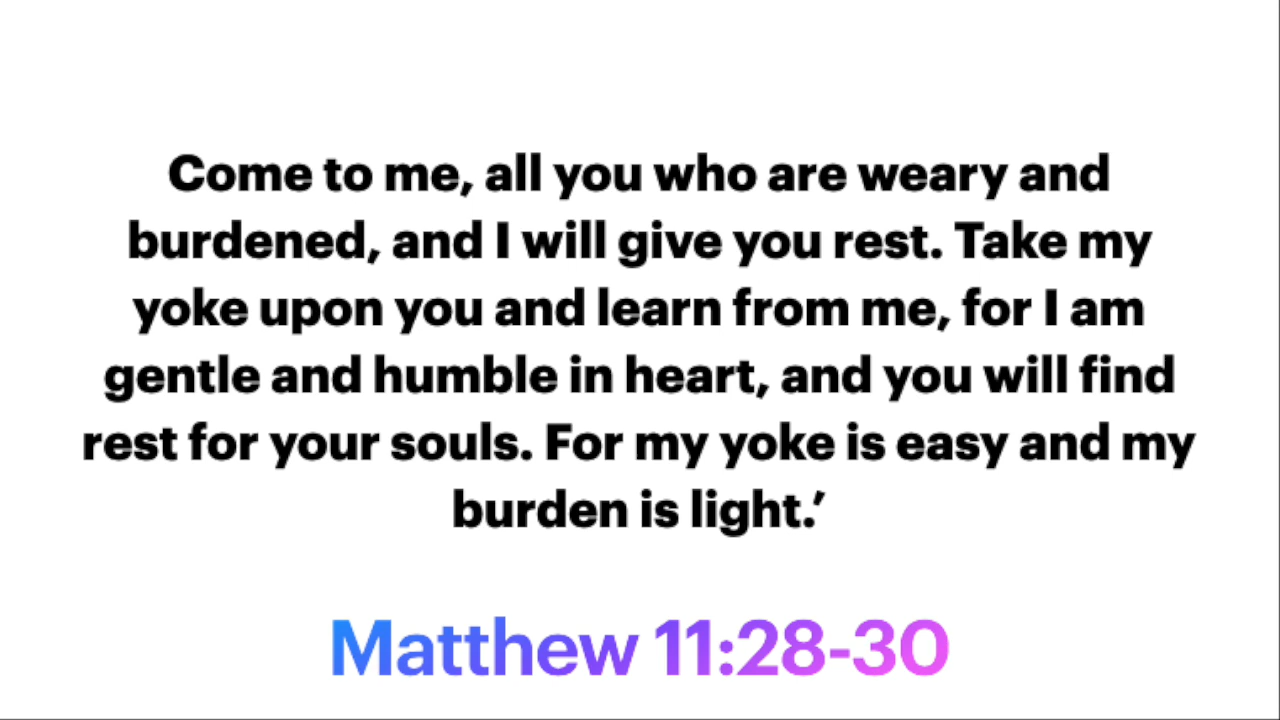 Come to me, all you who are weary and
burdened, and I will give you rest. Take my
yoke upon you and learn from me, for I am
gentle and humble in heart, and you will find
rest for your souls. For my yoke is easy and my
burden is light.’
Matthew 11:28-30